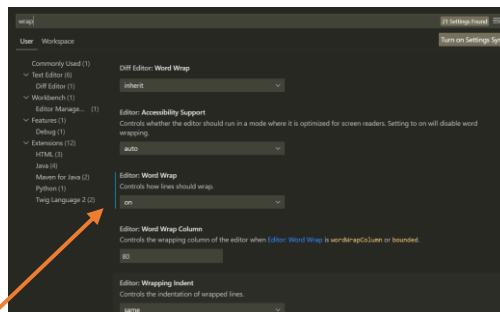 wrap
21 Settings Found
User Workspace
Turn on Settings Syn
Commonly Used (1)
Text Editor (6)
Diff Editor (1)
Workbench (1)
Editor Manage... (1)
Features (1)
Debug (1)
Extensions (12)
HTML (3)
Java (4)
Maven for Java (2)
Python (1)
Twig Language 2 (2)
Diff Editor: Word Wrap
inherit
Editor: Accessibility Support
Controls whether the editor should run in a mode where it is optimized for screen readers. Setting to on will disable word
wrapping.
auto
Editor: Word Wrap
Controls how lines should wrap.
on
Editor: Word Wrap Column
Controls the wrapping column of the editor when Editor: Word Wrap is wordWrapColumn or bounded.
80
Editor: Wrapping Indent
Controls the indentation of wrapped lines.
same